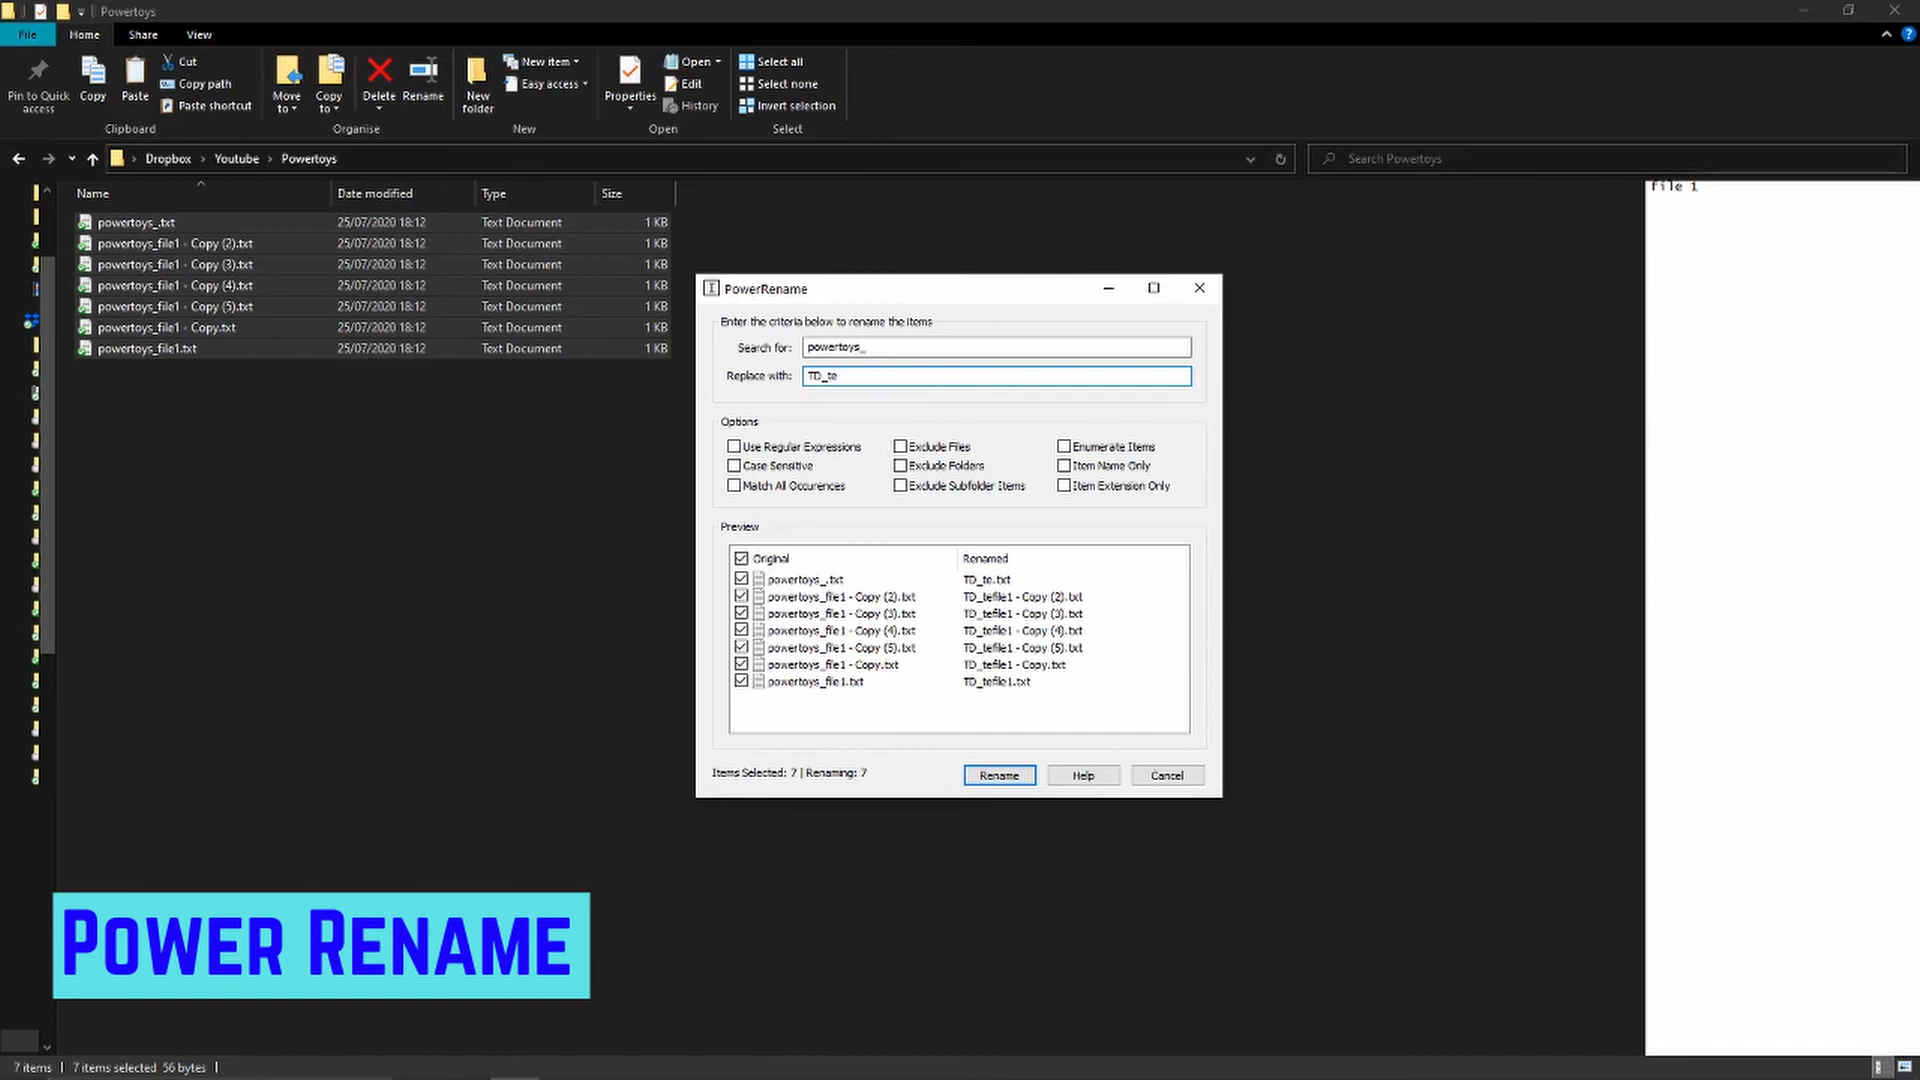 Powertoys
File Home Share View
Pin to Quick access
Copy
Paste
Cut
Copy path
Paste shortcut
Clipboard
Move to
Copy to
Delete
Rename
Organise
New folder
New item
Easy access
New
Properties
Open
Edit
History
Open
Select all
Select none
Invert selection
Select
Dropbox › Youtube › Powertoys
Search Powertoys
Name Date modified Type Size
powertoys_.txt 25/07/2020 18:12 Text Document 1 KB
powertoys_file1 - Copy (2).txt 25/07/2020 18:12 Text Document 1 KB
powertoys_file1 - Copy (3).txt 25/07/2020 18:12 Text Document 1 KB
powertoys_file1 - Copy (4).txt 25/07/2020 18:12 Text Document 1 KB
powertoys_file1 - Copy (5).txt 25/07/2020 18:12 Text Document 1 KB
powertoys_file1 - Copy.txt 25/07/2020 18:12 Text Document 1 KB
powertoys_file1.txt 25/07/2020 18:12 Text Document 1 KB
file 1
PowerRename
Enter the criteria below to rename the items
Search for: powertoys_
Replace with: TD_te
Options
Use Regular Expressions Exclude Files Enumerate Items
Case Sensitive Exclude Folders Item Name Only
Match All Occurences Exclude Subfolder Items Item Extension Only
Preview
Original Renamed
powertoys_.txt TD_te.txt
powertoys_file1 - Copy (2).txt TD_tefile1 - Copy (2).txt
powertoys_file1 - Copy (3).txt TD_tefile1 - Copy (3).txt
powertoys_file1 - Copy (4).txt TD_tefile1 - Copy (4).txt
powertoys_file1 - Copy (5).txt TD_tefile1 - Copy (5).txt
powertoys_file1 - Copy.txt TD_tefile1 - Copy.txt
powertoys_file1.txt TD_tefile1.txt
Items Selected: 7 | Renaming: 7
Rename Help Cancel
POWER RENAME
7 items 7 items selected 56 bytes